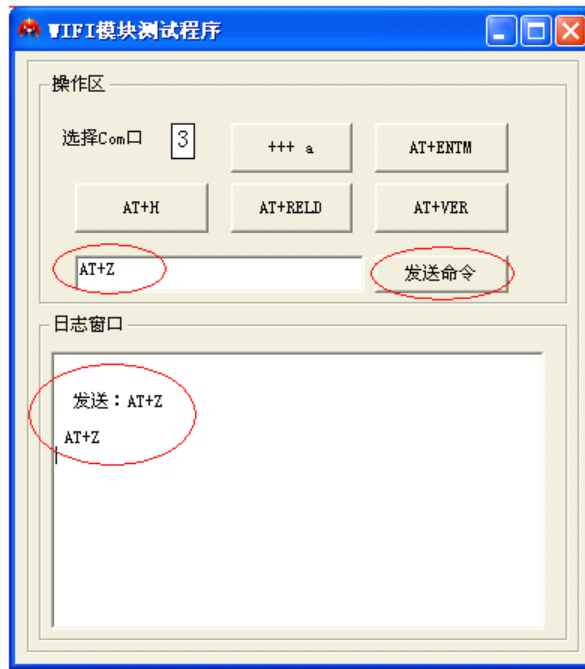 WIFI模块测试程序
操作区
选择Com口 3 +++ a AT+ENTM
AT+H AT+RELD AT+VER
AT+Z 发送命令
日志窗口
发送：AT+Z
AT+Z